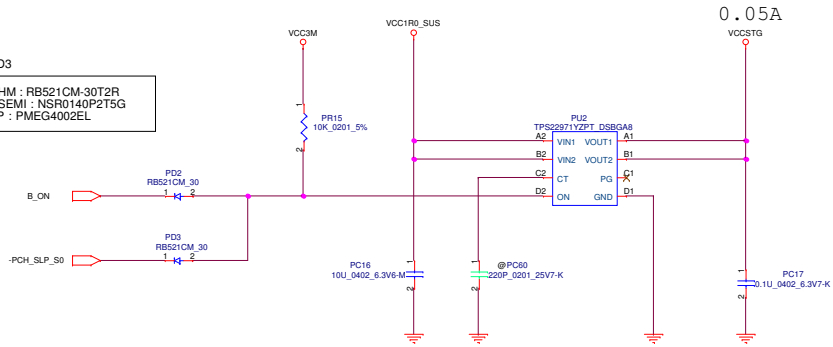 0.05A
VCC3M
VCC1R0_SUS
VCCSTG
D3
HM : RB521CM-30T2R
SEMI : NSR0140P2T5G
P : PMEG4002EL
1
PR15
10K_0201_5%
2
PU2
TPS22971YZPT_DSBGA8
A2 VIN1 VOUT1 A1
B2 VIN2 VOUT2 B1
C2 CT PG C1
D2 ON GND D1
PD2
RB521CM_30
B_ON 1 2
PD3
RB521CM_30
-PCH_SLP_S0 1 2
PC16
10U_0402_6.3V6-M
1
2
@PC60
220P_0201_25V7-K
1
2
PC17
0.1U_0402_6.3V7-K
1
2